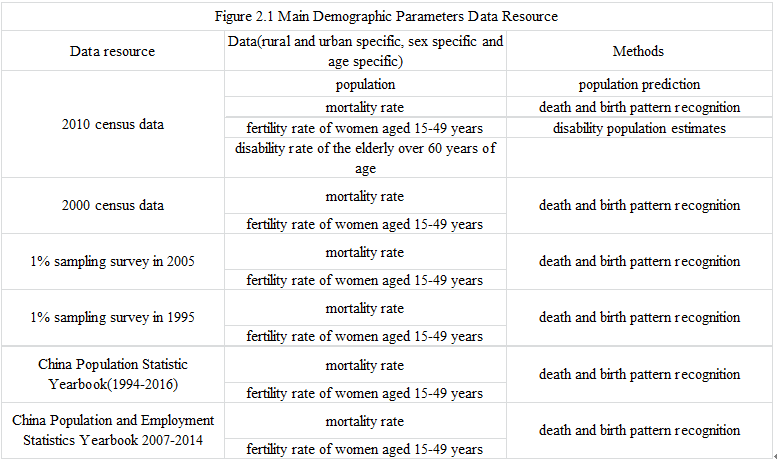 Figure 2.1 Main Demographic Parameters Data Resource
Data resource
Data(rural and urban specific, sex specific and
age specific)
Methods
2010 census data
population
population prediction
mortality rate
death and birth pattern recognition
fertility rate of women aged 15-49 years
disability population estimates
disability rate of the elderly over 60 years of
age
2000 census data
mortality rate
fertility rate of women aged 15-49 years
death and birth pattern recognition
1% sampling survey in 2005
mortality rate
fertility rate of women aged 15-49 years
death and birth pattern recognition
1% sampling survey in 1995
mortality rate
fertility rate of women aged 15-49 years
death and birth pattern recognition
China Population Statistic
Yearbook(1994-2016)
mortality rate
fertility rate of women aged 15-49 years
death and birth pattern recognition
China Population and Employment
Statistics Yearbook 2007-2014
mortality rate
fertility rate of women aged 15-49 years
death and birth pattern recognition